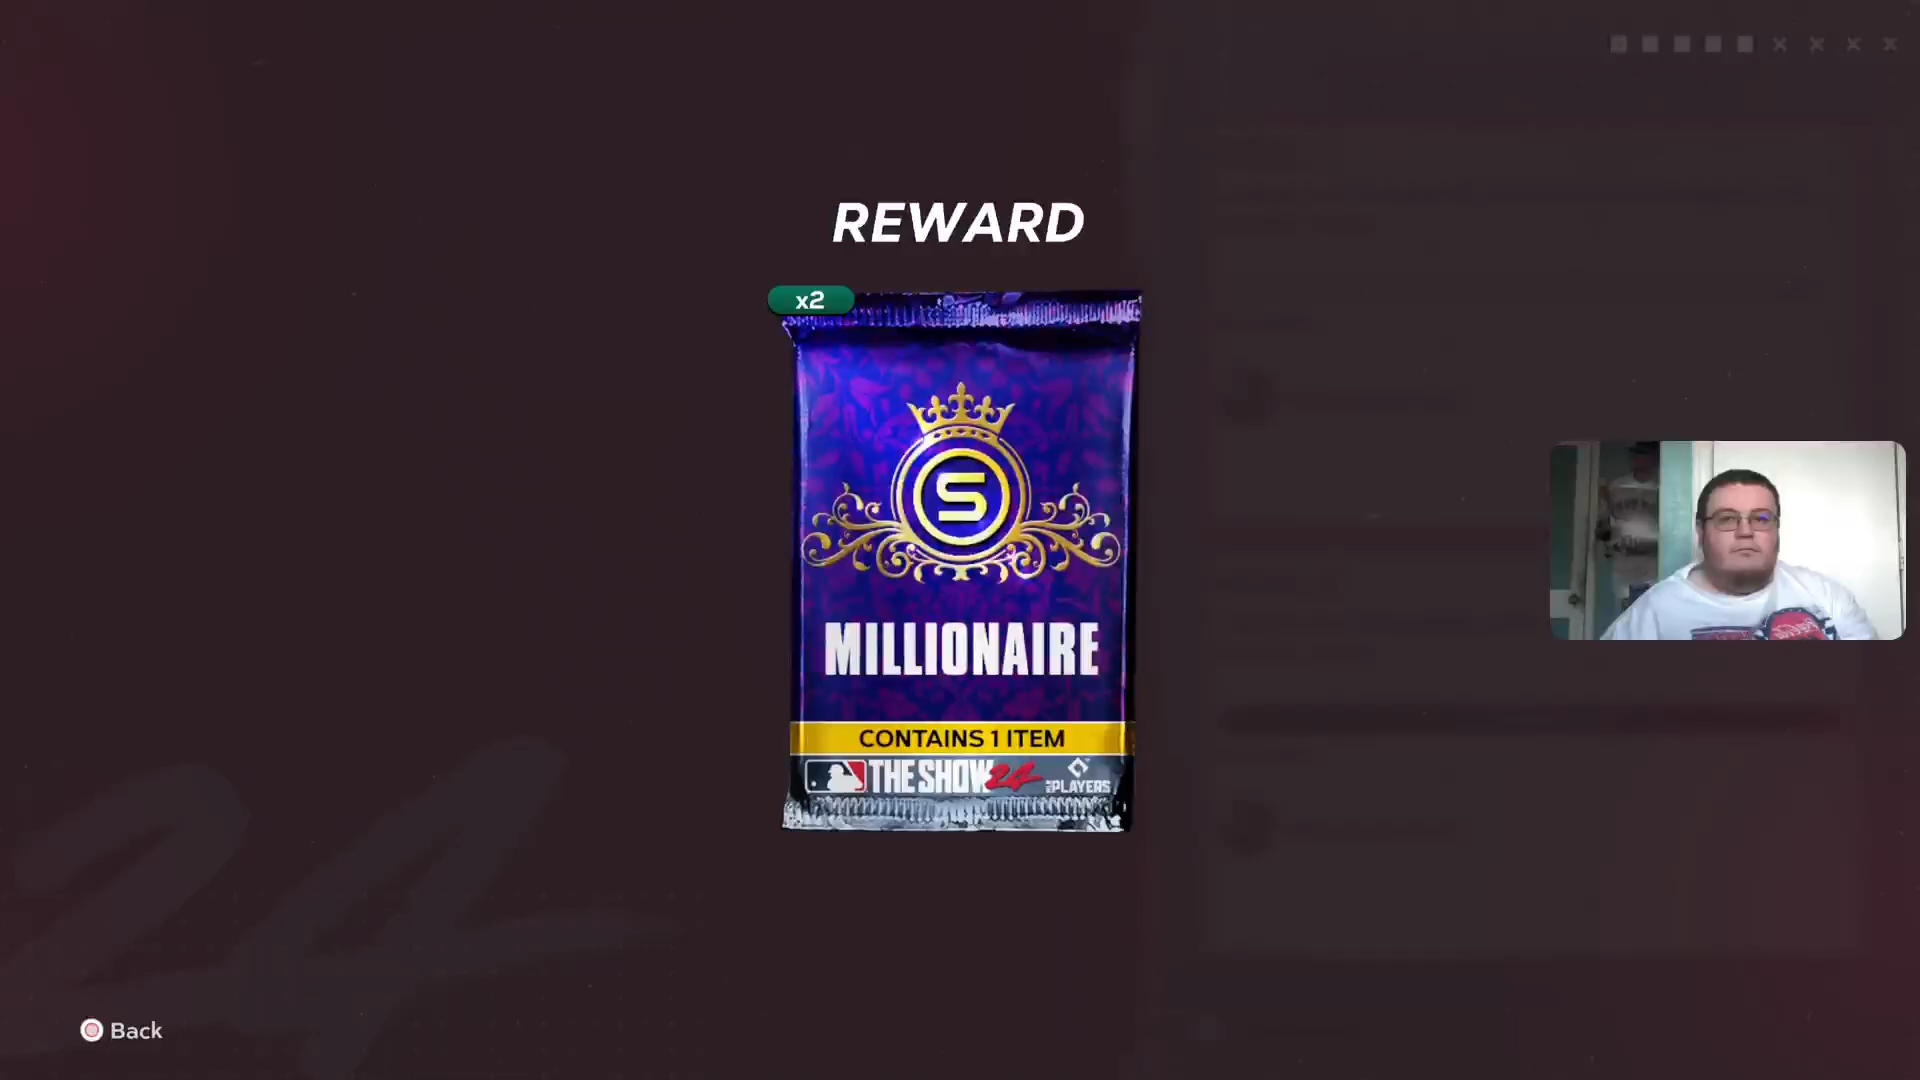 REWARD
x2
S
MILLIONAIRE
CONTAINS 1 ITEM
THE SHOW 24
PLAYERS
Back